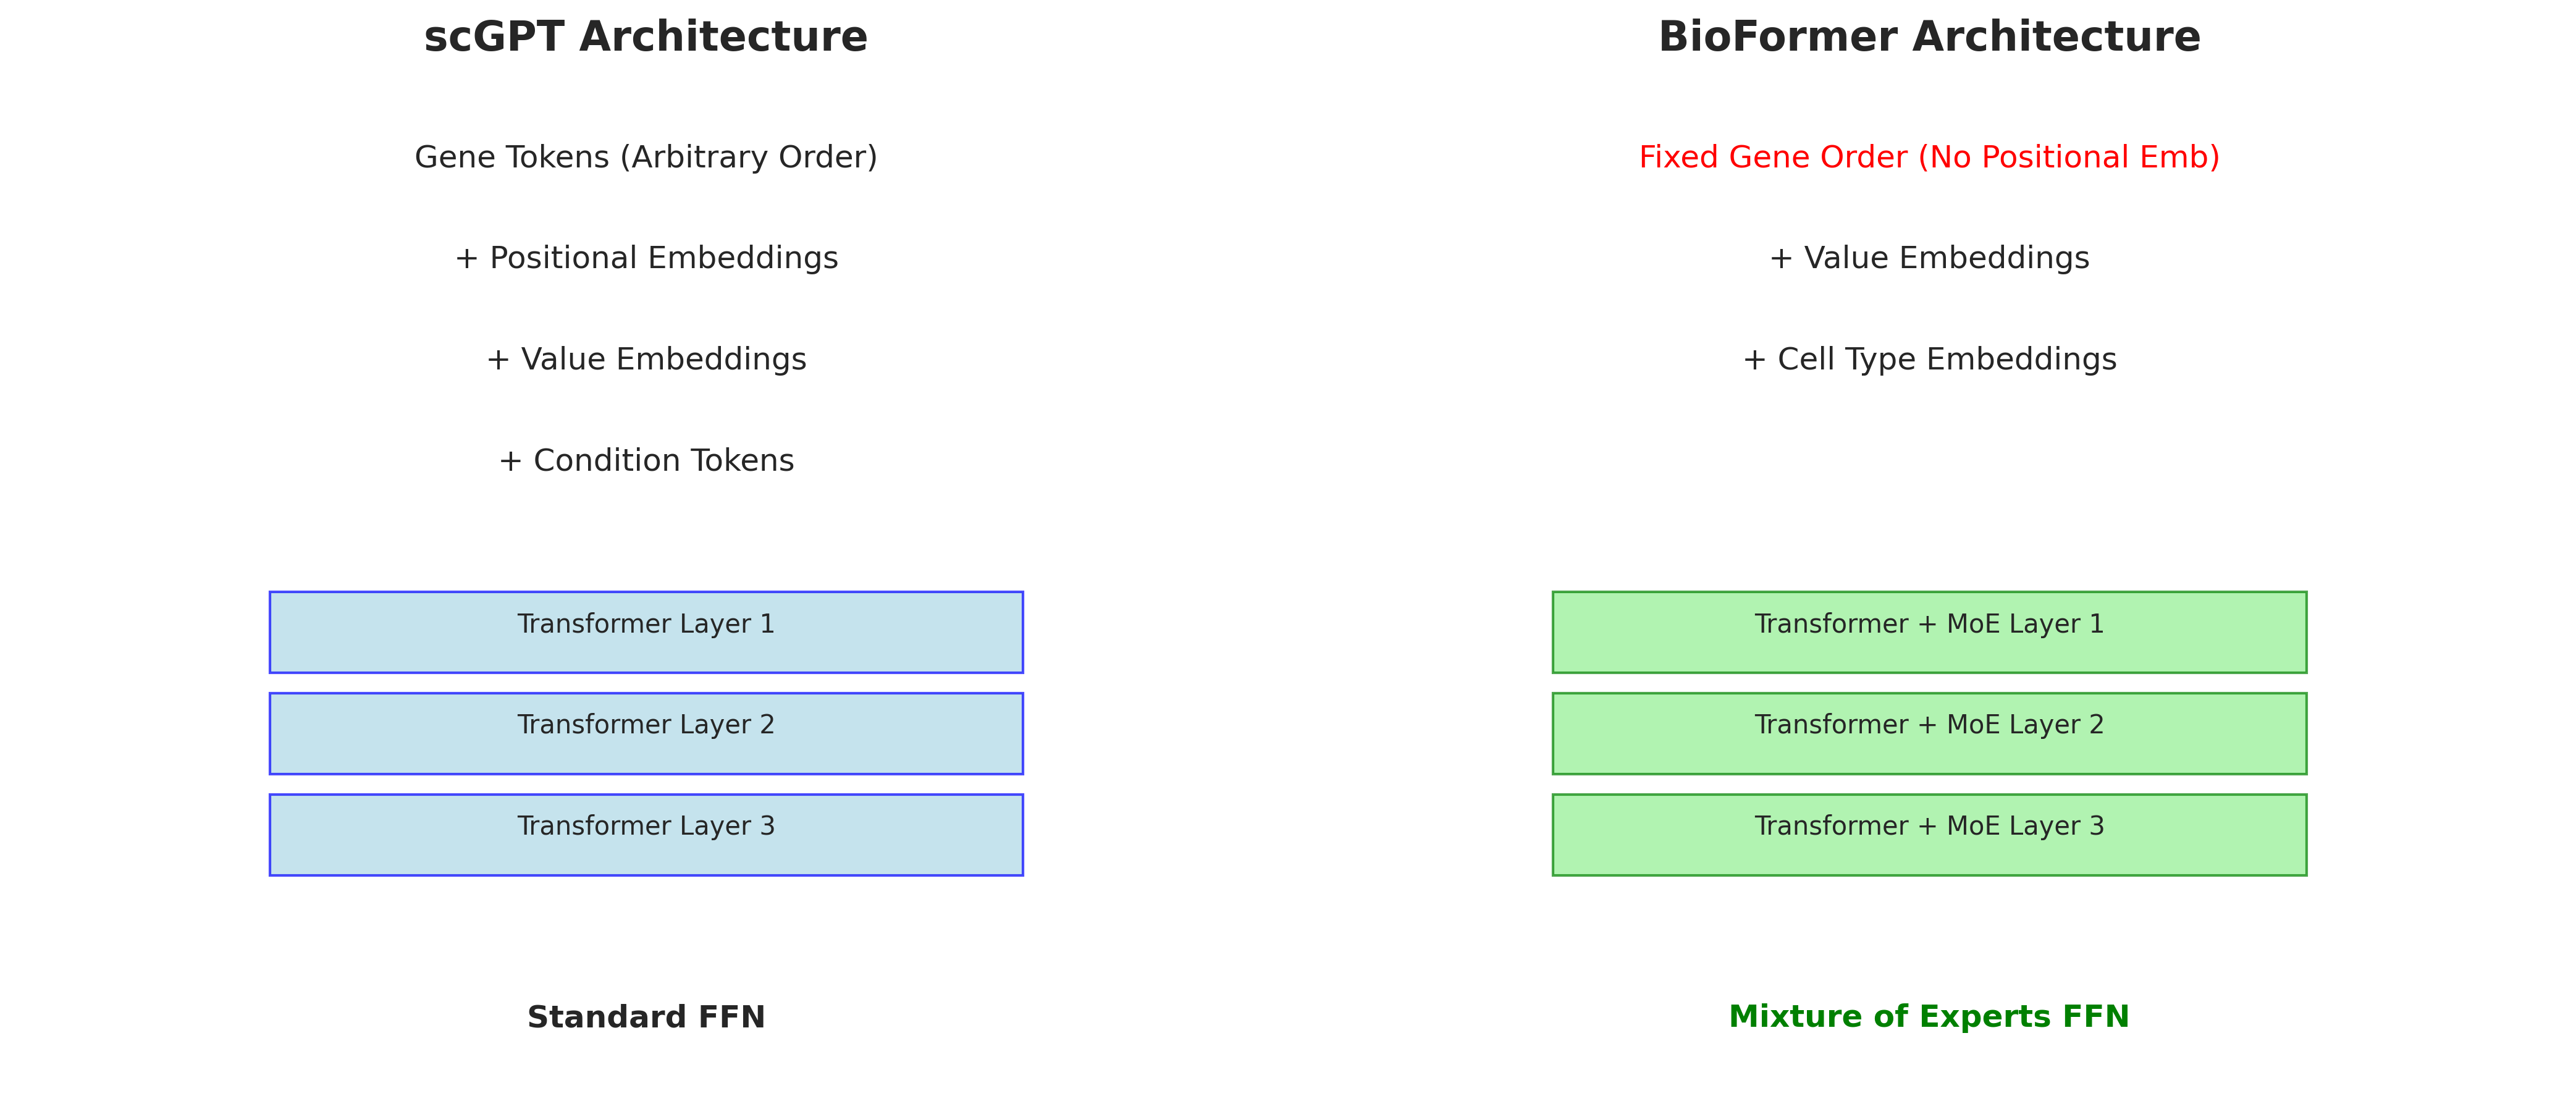 scGPT Architecture
Gene Tokens (Arbitrary Order)
+ Positional Embeddings
+ Value Embeddings
+ Condition Tokens
Transformer Layer 1
Transformer Layer 2
Transformer Layer 3
Standard FFN
BioFormer Architecture
Fixed Gene Order (No Positional Emb)
+ Value Embeddings
+ Cell Type Embeddings
Transformer + MoE Layer 1
Transformer + MoE Layer 2
Transformer + MoE Layer 3
Mixture of Experts FFN